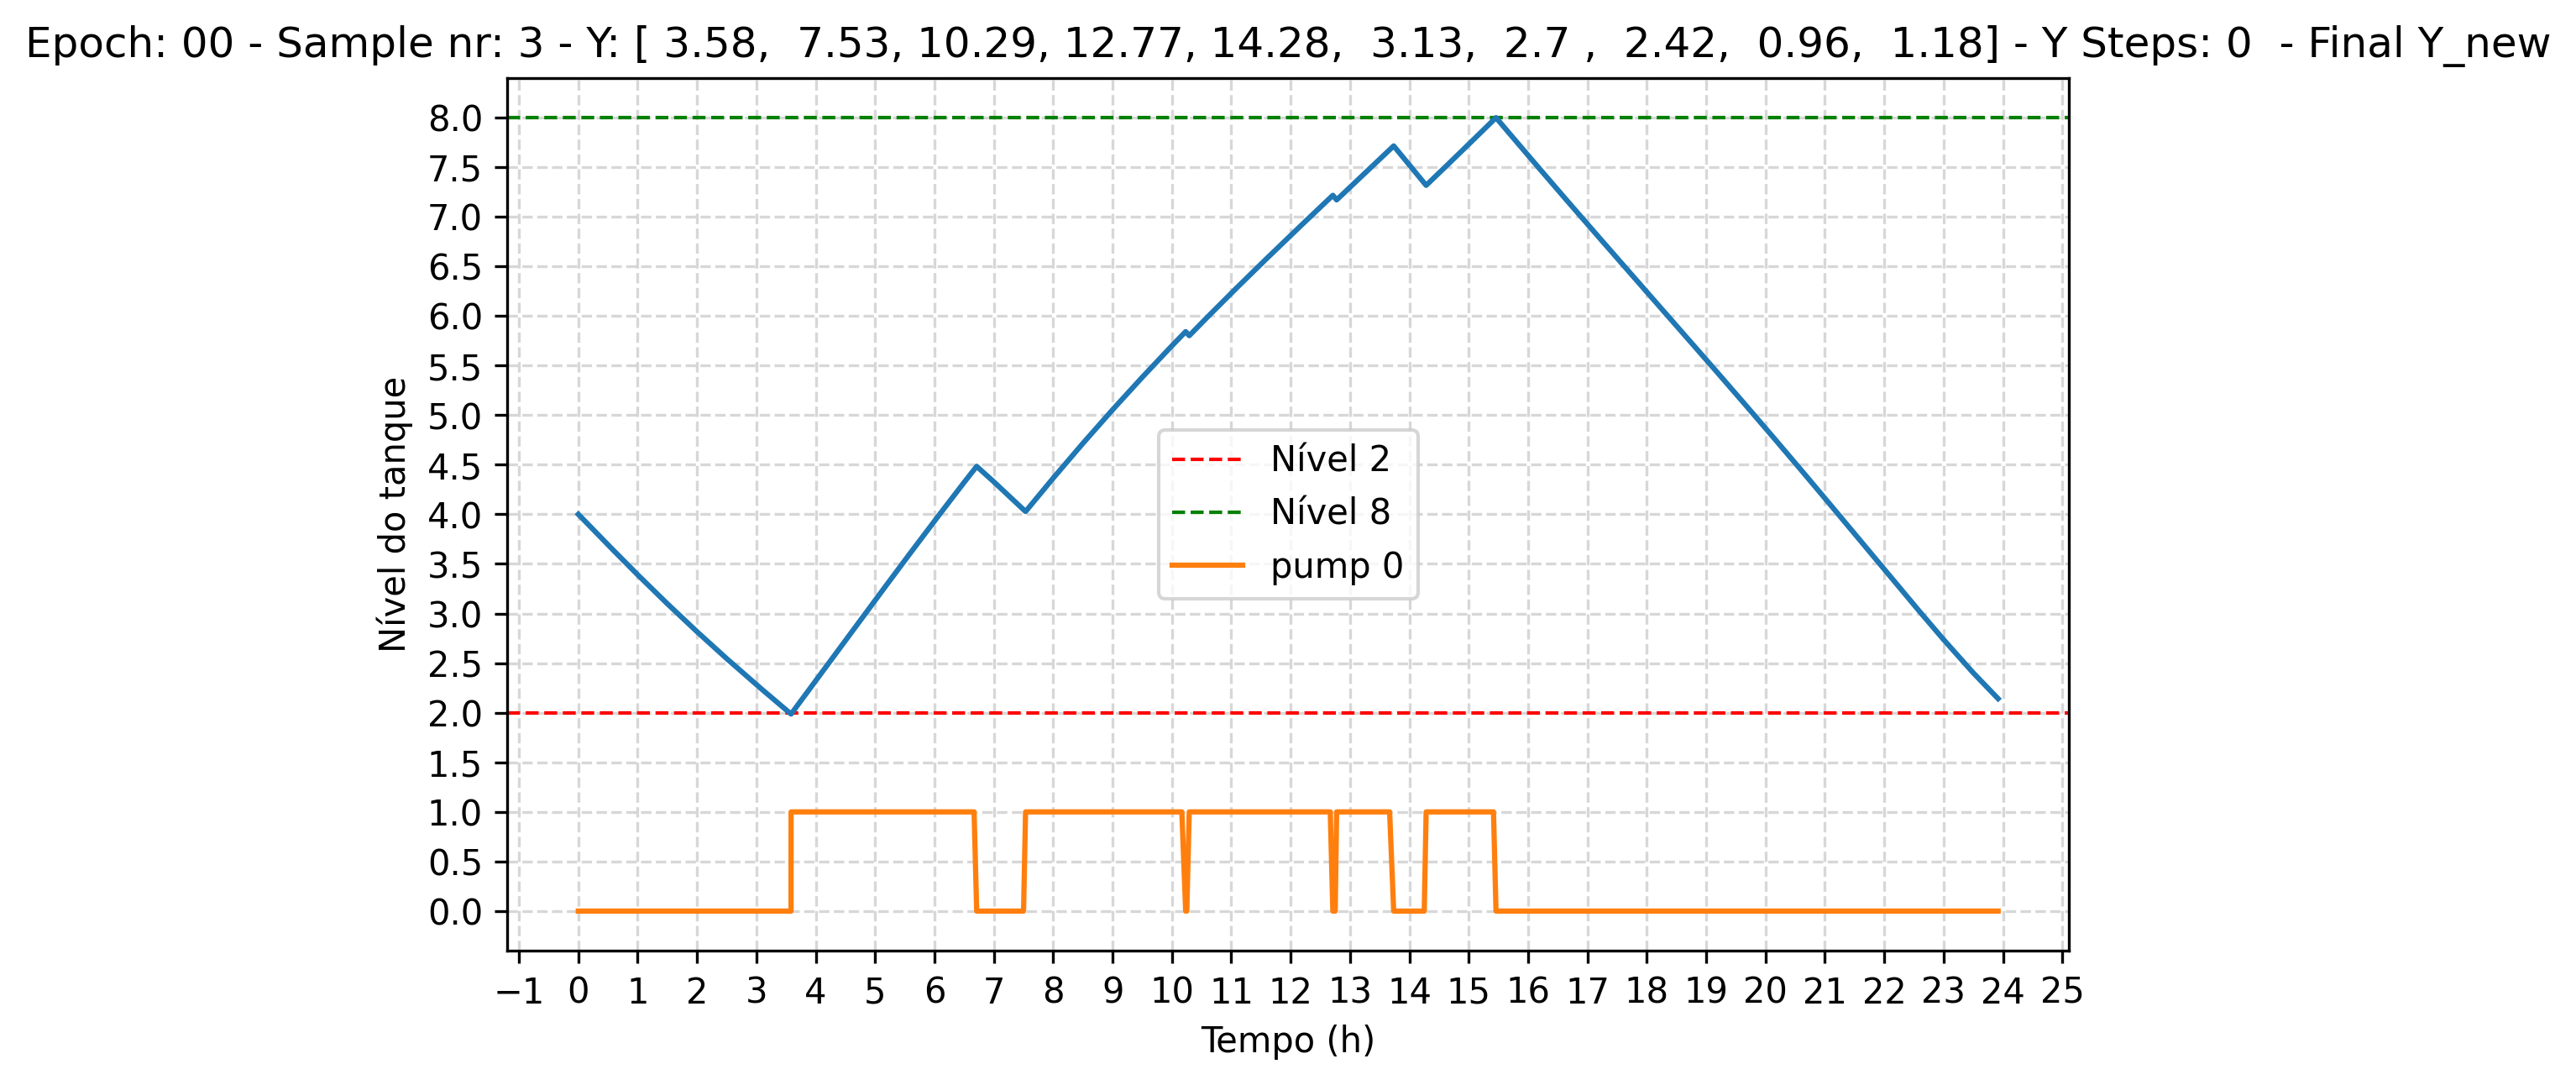 Epoch: 00 - Sample nr: 3 - Y: [ 3.58,  7.53, 10.29, 12.77, 14.28,  3.13,  2.7 ,  2.42,  0.96,  1.18] - Y Steps: 0  - Final Y_new
8.0
7.5
7.0
6.5
6.0
5.5
5.0
4.5
4.0
3.5
3.0
2.5
2.0
1.5
1.0
0.5
0.0
Nível do tanque
Nível 2
Nível 8
pump 0
−1 0 1 2 3 4 5 6 7 8 9 10 11 12 13 14 15 16 17 18 19 20 21 22 23 24 25
Tempo (h)